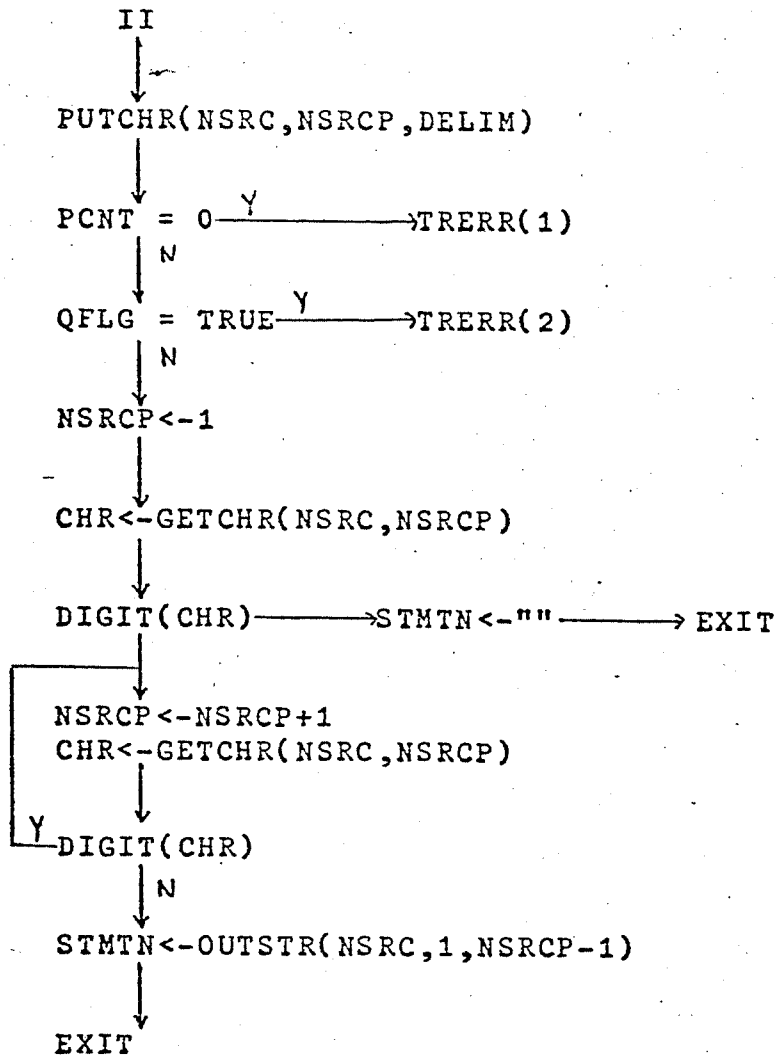 II
PUTCHR(NSRC,NSRCP,DELIM)
PCNT = 0 Y TRERR(1)
N
QFLG = TRUE Y TRERR(2)
N
NSRCP<-1
CHR<-GETCHR(NSRC,NSRCP)
DIGIT(CHR) STMTN<-"" EXIT
NSRCP<-NSRCP+1
CHR<-GETCHR(NSRC,NSRCP)
Y DIGIT(CHR)
N
STMTN<-OUTSTR(NSRC,1,NSRCP-1)
EXIT